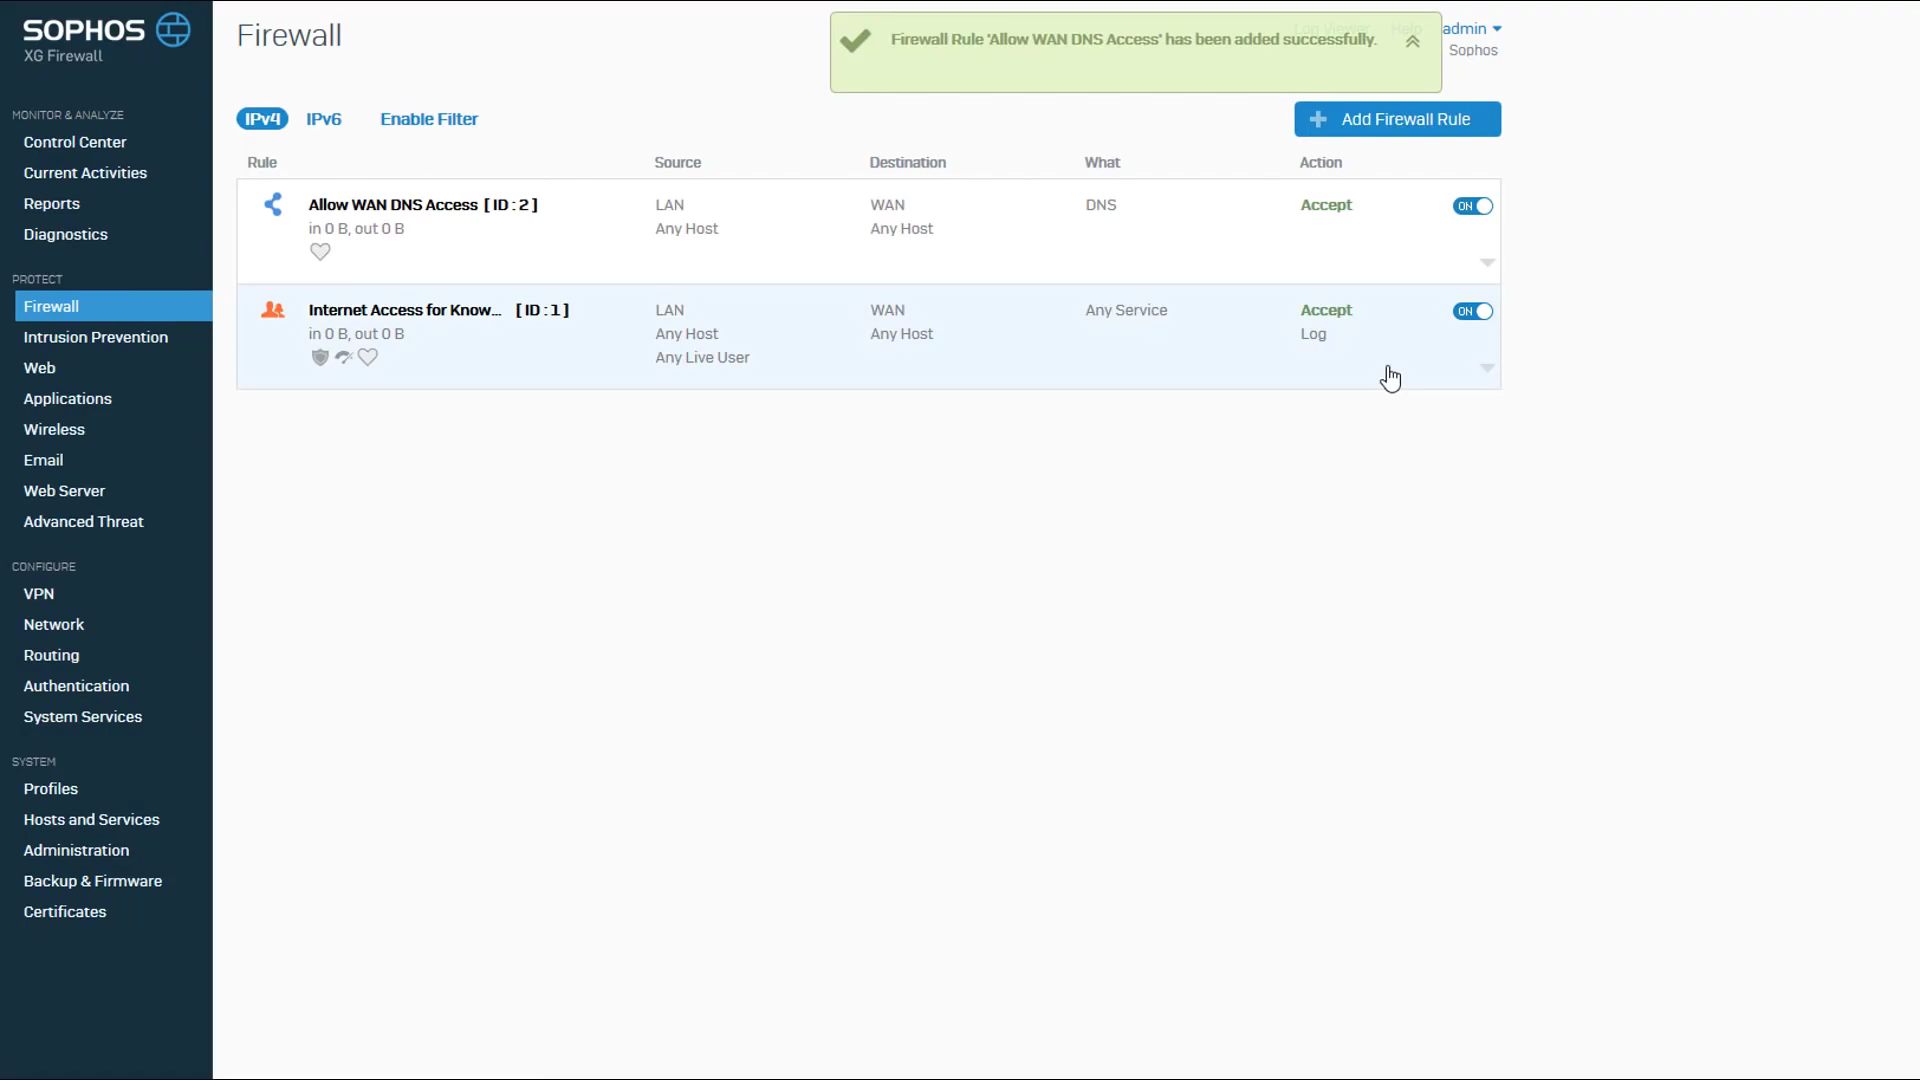 SOPHOS
XG Firewall
MONITOR & ANALYZE
Control Center
Current Activities
Reports
Diagnostics
PROTECT
Firewall
Intrusion Prevention
Web
Applications
Wireless
Email
Web Server
Advanced Threat
CONFIGURE
VPN
Network
Routing
Authentication
System Services
SYSTEM
Profiles
Hosts and Services
Administration
Backup & Firmware
Certificates
Firewall
Firewall Rule 'Allow WAN DNS Access' has been added successfully.
Log Viewer Help admin
Sophos
IPv4 IPv6 Enable Filter
Add Firewall Rule
Rule Source Destination What Action
Allow WAN DNS Access [ ID : 2 ] LAN WAN DNS Accept ON
in 0 B, out 0 B Any Host Any Host
Internet Access for Know... [ ID : 1 ] LAN WAN Any Service Accept ON
in 0 B, out 0 B Any Host Any Host Log
Any Live User